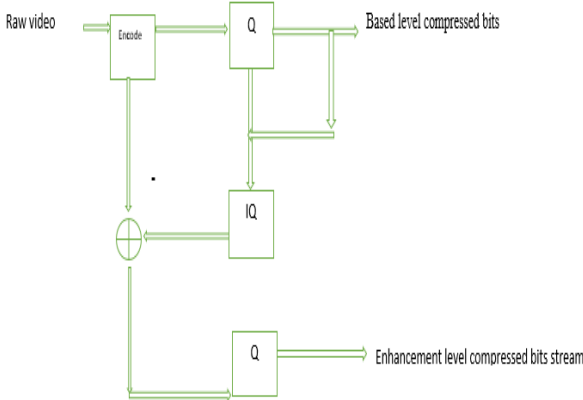 Raw video
Encode
Q
Based level compressed bits
IQ
Q
Enhancement level compressed bits stream